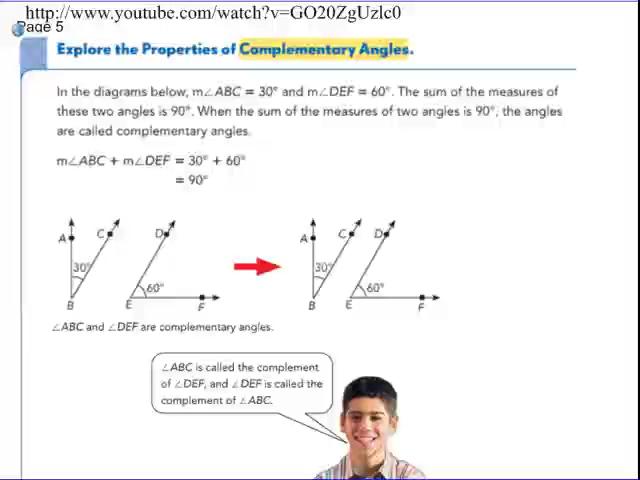 http://www.youtube.com/watch?v=GO20ZgUzlc0
Page 5
Explore the Properties of Complementary Angles.
In the diagrams below, m∠ABC = 30° and m∠DEF = 60°. The sum of the measures of
these two angles is 90°. When the sum of the measures of two angles is 90°, the angles
are called complementary angles.
m∠ABC + m∠DEF = 30° + 60°
= 90°
A C D A C D
30° 60° 30° 60°
B E F B E F
∠ABC and ∠DEF are complementary angles.
∠ABC is called the complement
of ∠DEF, and ∠DEF is called the
complement of ∠ABC.